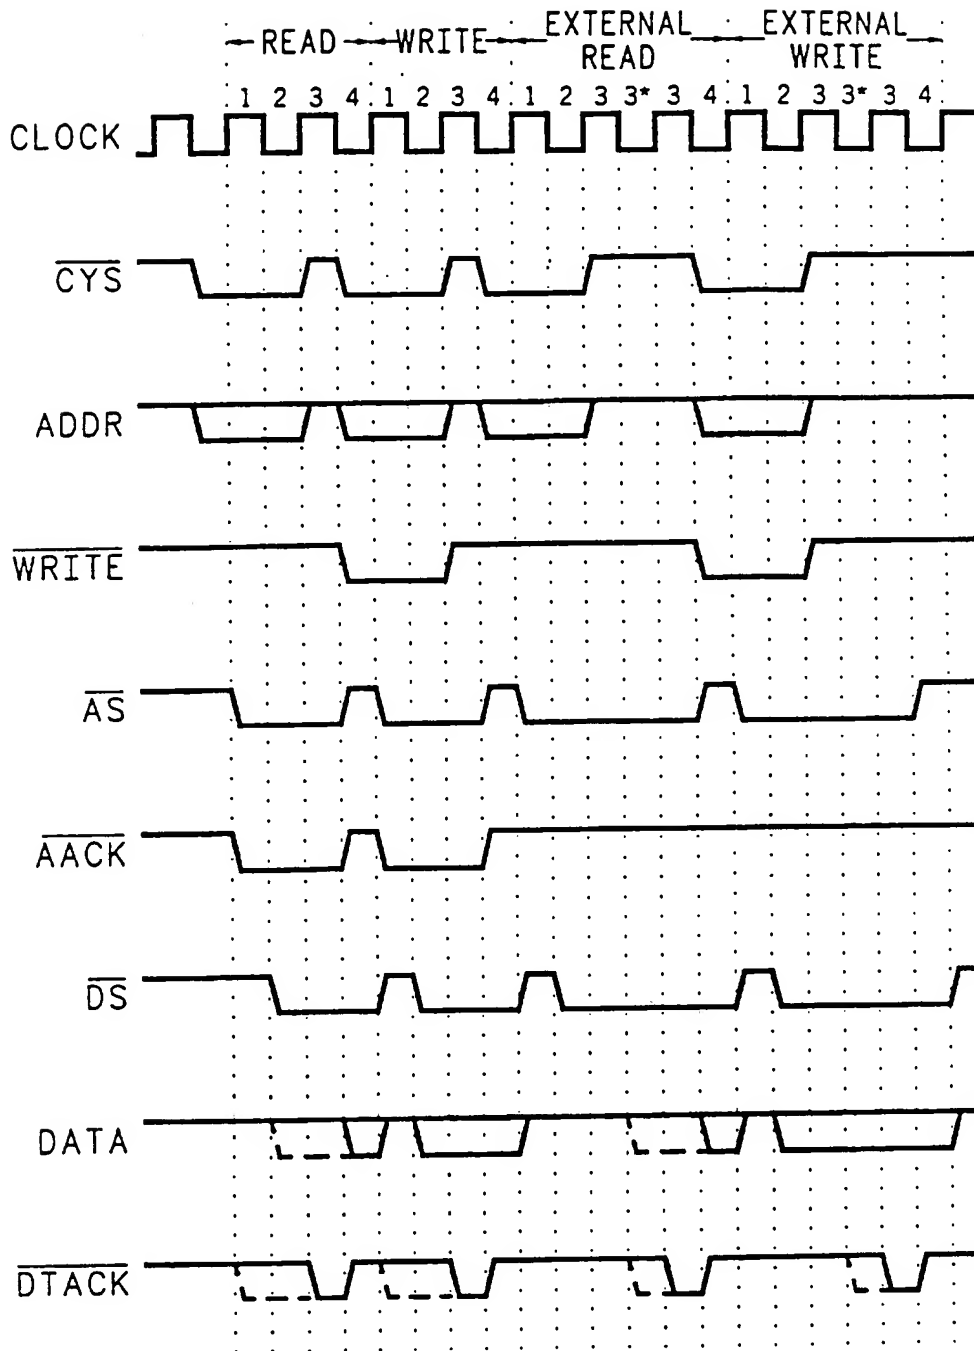 READ WRITE EXTERNAL READ EXTERNAL WRITE
1 2 3 4 1 2 3 4 1 2 3 3* 3 4 1 2 3 3* 3 4
CLOCK
CYS
ADDR
WRITE
AS
AACK
DS
DATA
DTACK